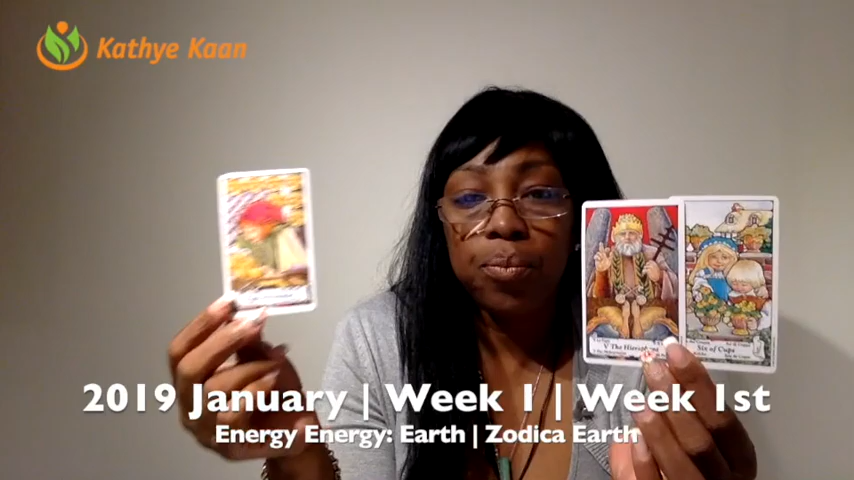 Kathye Kaan
V The Hierophant
Six of Cups
2019 January | Week 1 | Week 1st
Energy Energy: Earth | Zodica Earth